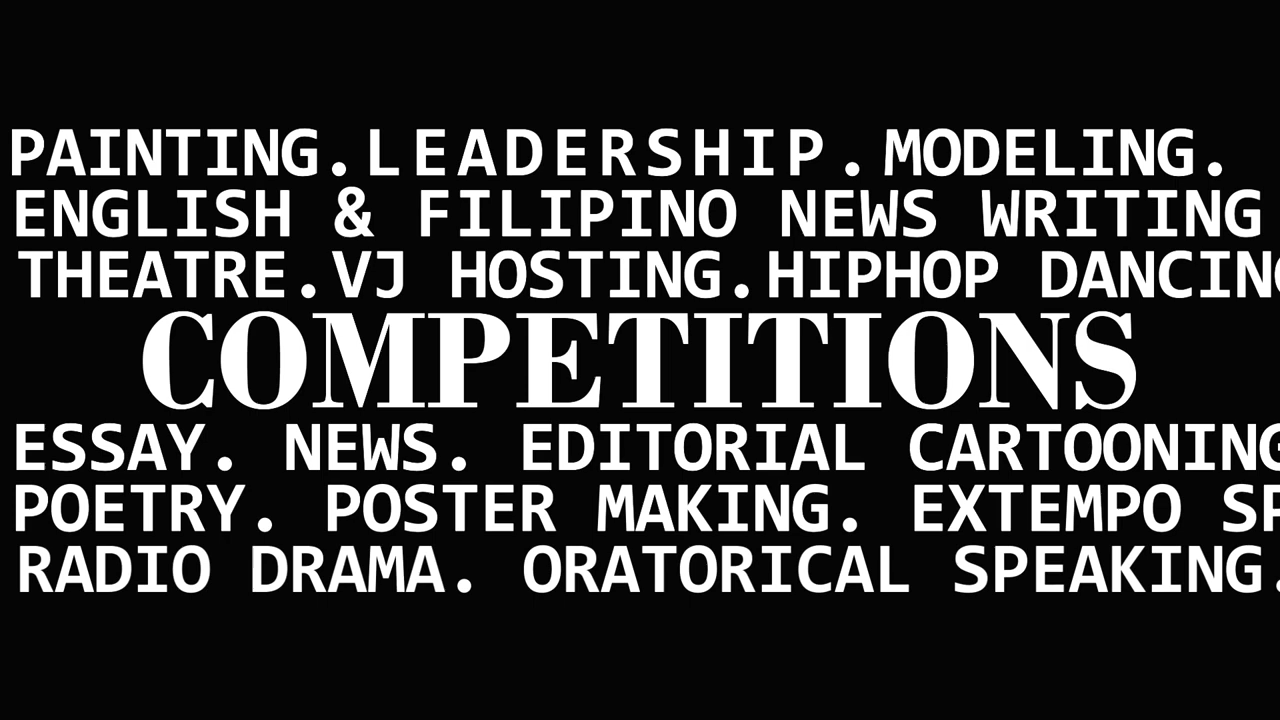 PAINTING.LEADERSHIP.MODELING.
ENGLISH & FILIPINO NEWS WRITING
THEATRE.VJ HOSTING.HIPHOP DANCING
COMPETITIONS
ESSAY. NEWS. EDITORIAL CARTOONING
POETRY. POSTER MAKING. EXTEMPO
RADIO DRAMA. ORATORICAL SPEAKING.